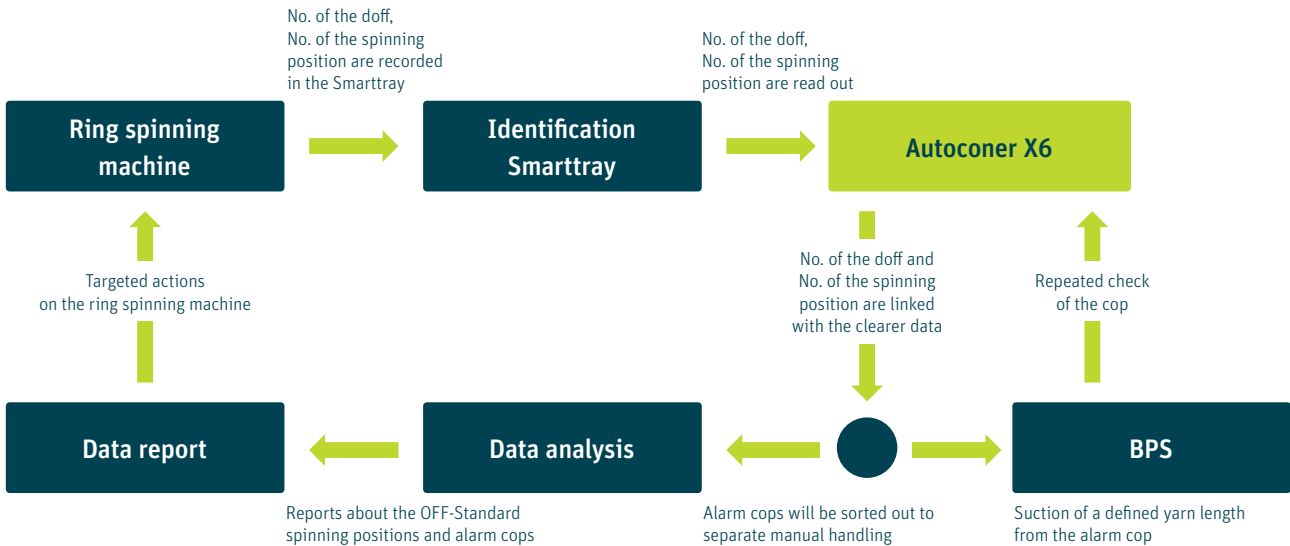 No. of the doff,
No. of the spinning
position are recorded
in the Smarttray
No. of the doff,
No. of the spinning
position are read out
Ring spinning
machine
Identification
Smarttray
Autoconer X6
Targeted actions
on the ring spinning machine
No. of the doff and
No. of the spinning
position are linked
with the clearer data
Repeated check
of the cop
Data report
Data analysis
BPS
Reports about the OFF-Standard
spinning positions and alarm cops
Alarm cops will be sorted out to
separate manual handling
Suction of a defined yarn length
from the alarm cop